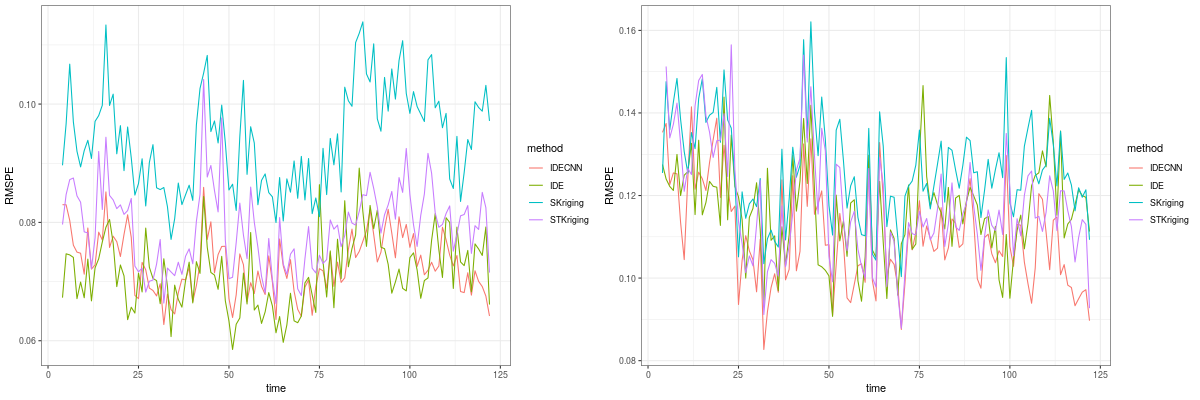 RMSPE
0.10
0.08
0.06
0
25
50
75
100
125
time
method
IDECNN
IDE
SKriging
STKriging
RMSPE
0.16
0.14
0.12
0.10
0.08
0
25
50
75
100
125
time
method
IDECNN
IDE
SKriging
STKriging